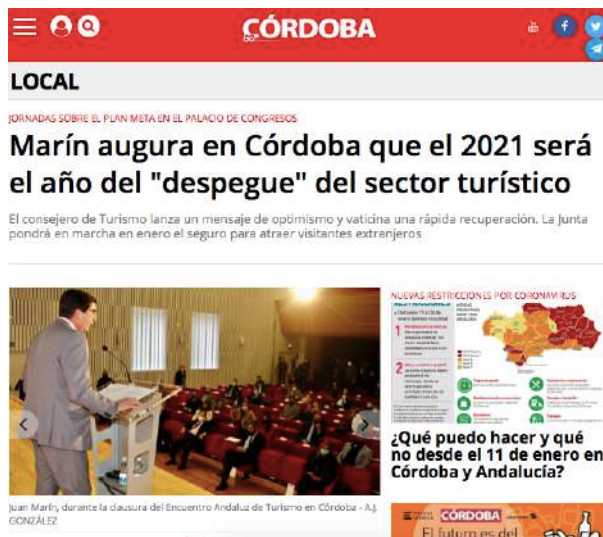 CÓRDOBA
LOCAL
JORNADAS SOBRE EL PLAN META EN EL PALACIO DE CONGRESOS
Marín augura en Córdoba que el 2021 será
el año del "despegue" del sector turístico
El consejero de Turismo lanza un mensaje de optimismo y vaticina una rápida recuperación. La Junta
pondrá en marcha en enero el seguro para atraer visitantes extranjeros
NUEVAS RESTRICCIONES POR CORONAVIRUS
1
2
¿Qué puedo hacer y qué
no desde el 11 de enero en
Córdoba y Andalucía?
Juan Marín, durante la clausura del Encuentro Andaluz de Turismo en Córdoba - A.J.
GONZÁLEZ
CÓRDOBA
El futuro es del